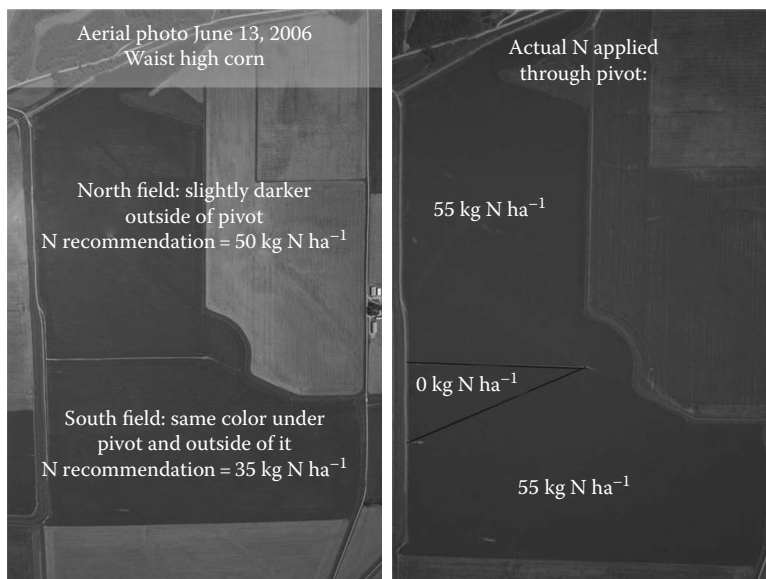 Aerial photo June 13, 2006
Waist high corn
North field: slightly darker
outside of pivot
N recommendation = 50 kg N ha⁻¹
South field: same color under
pivot and outside of it
N recommendation = 35 kg N ha⁻¹
Actual N applied
through pivot:
55 kg N ha⁻¹
0 kg N ha⁻¹
55 kg N ha⁻¹